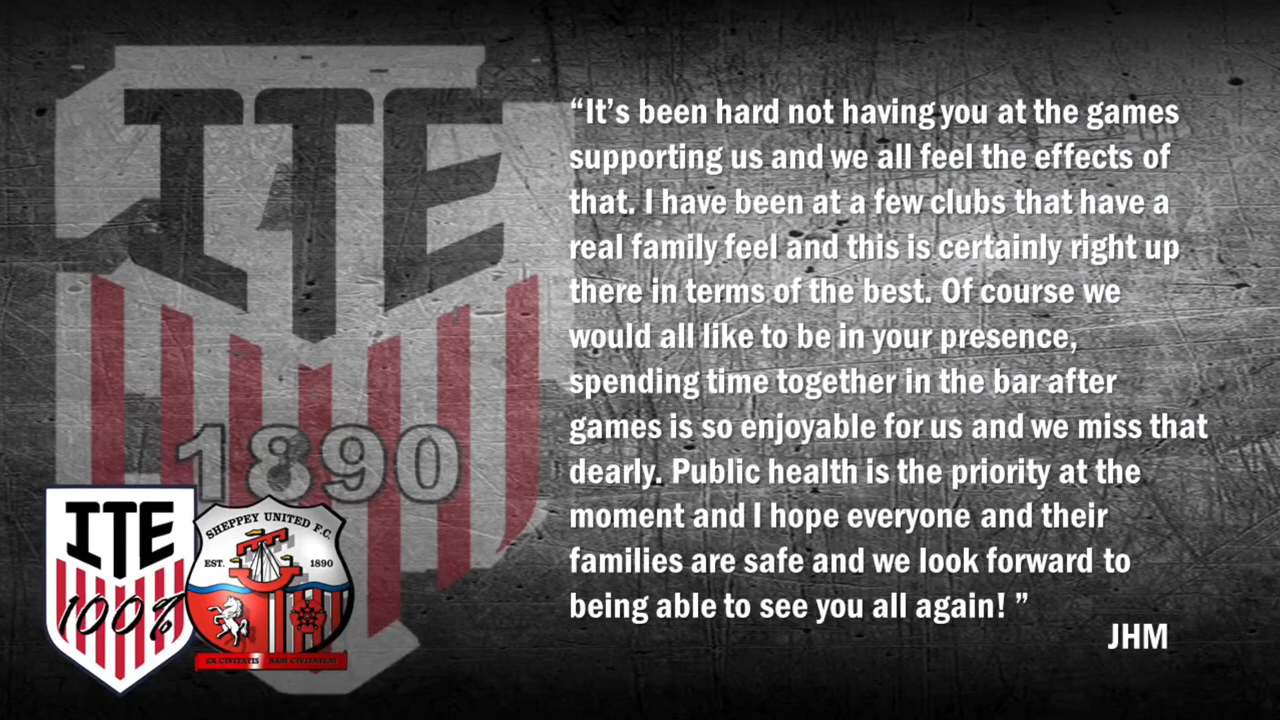 ITE
1890
“It’s been hard not having you at the games
supporting us and we all feel the effects of
that. I have been at a few clubs that have a
real family feel and this is certainly right up
there in terms of the best. Of course we
would all like to be in your presence,
spending time together in the bar after
games is so enjoyable for us and we miss that
dearly. Public health is the priority at the
moment and I hope everyone and their
families are safe and we look forward to
being able to see you all again! ”
JHM
ITE
100%
SHEPPEY UNITED F.C.
EST. 1890
EX CIVITATIS NAM CIVITATEM